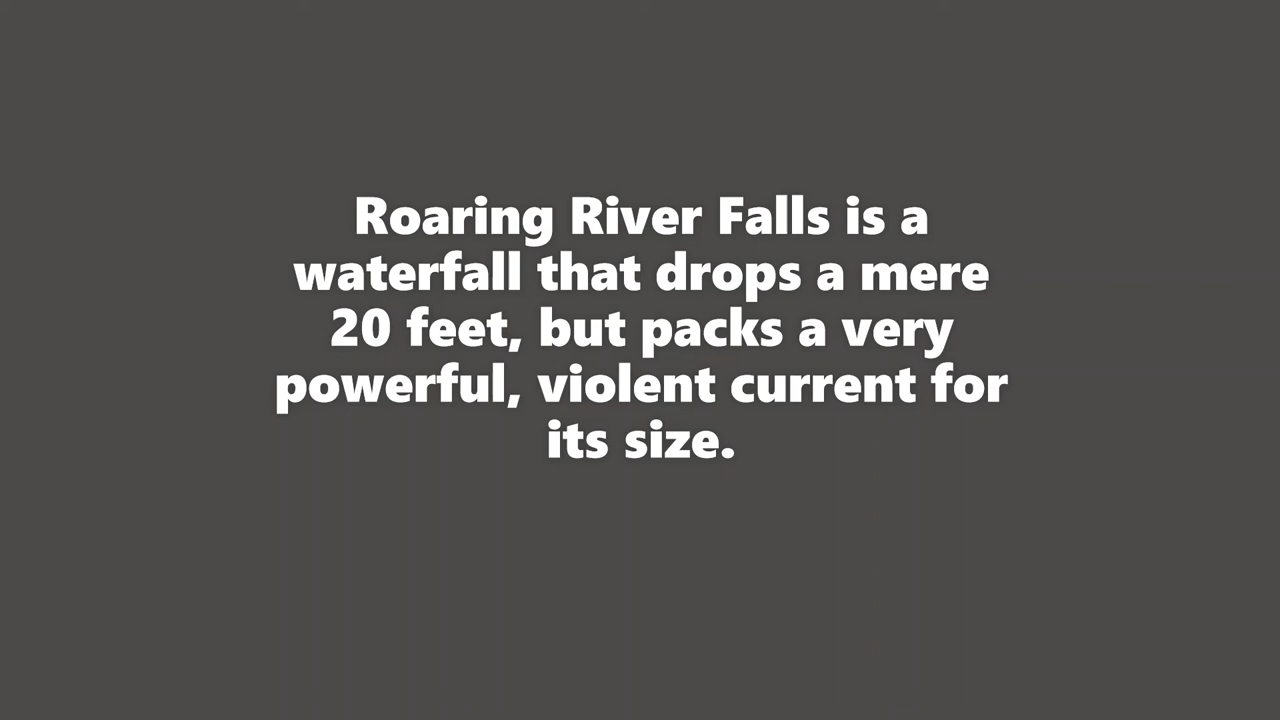 Roaring River Falls is a
waterfall that drops a mere
20 feet, but packs a very
powerful, violent current for
its size.